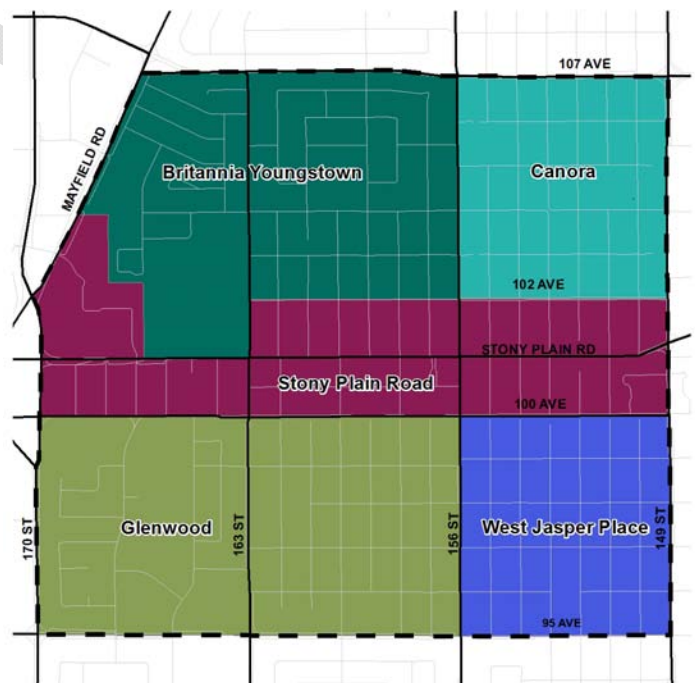 107 AVE
MAYFIELD RD
Britannia Youngstown
Canora
102 AVE
STONY PLAIN RD
Stony Plain Road
100 AVE
170 ST
Glenwood
163 ST
156 ST
West Jasper Place
149 ST
95 AVE